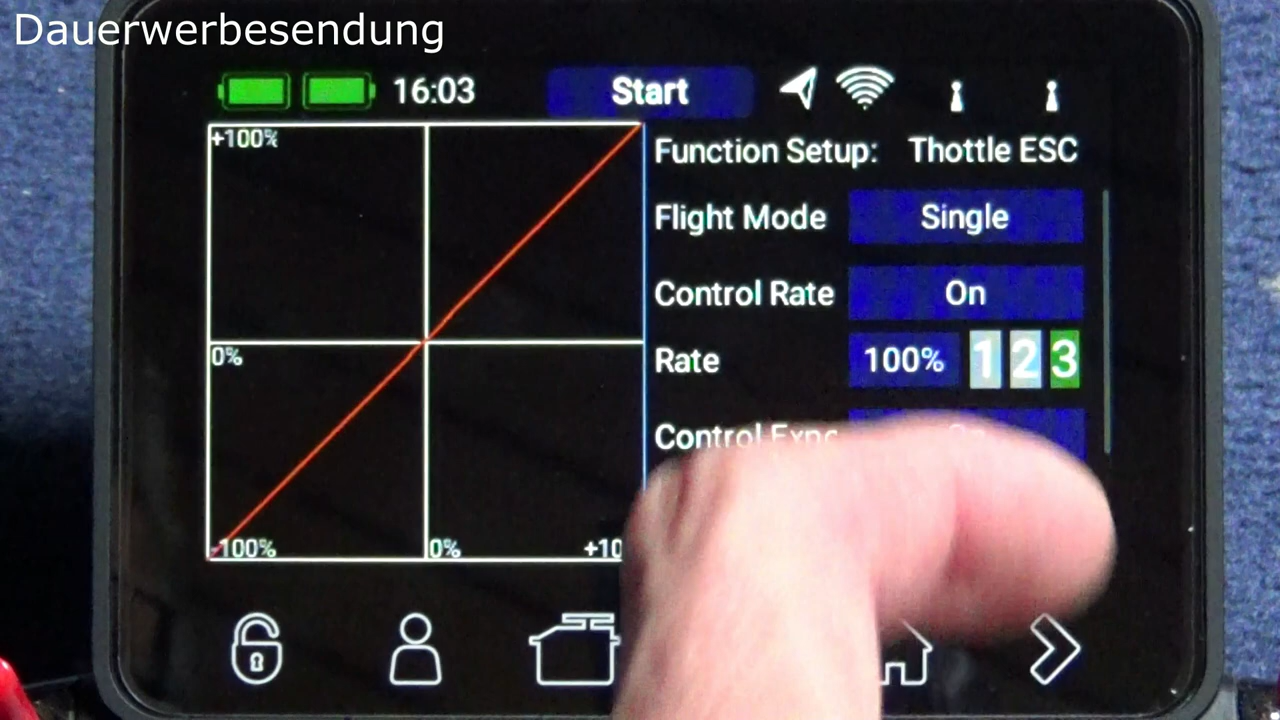 Dauerwerbesendung
16:03
Start
Function Setup: Thottle ESC
+100%
Flight Mode Single
Control Rate On
0%
Rate 100% 1 2 3
Control
-100% 0%